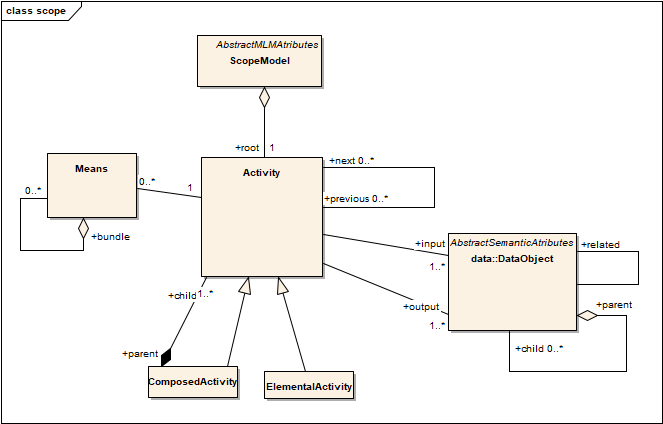 class scope
AbstractMLMAtributes
ScopeModel
+root 1
Means
0..*
1
0..*
+bundle
Activity
+next 0..*
+previous 0..*
+input
1..*
+output
1..*
AbstractSemanticAtributes
data::DataObject
+related
+parent
+child 0..*
+child 1..*
+parent
ComposedActivity
ElementalActivity